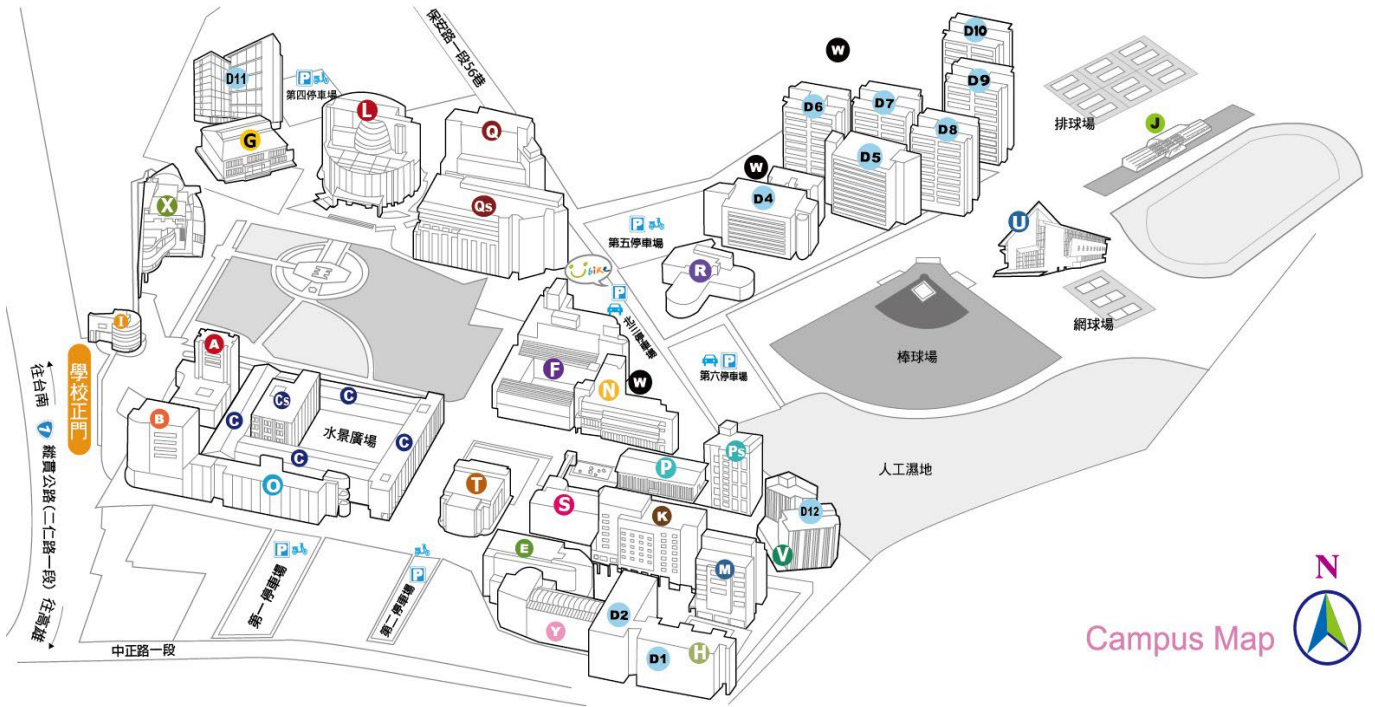 D10
W
保安路一段56巷
D11
P
第四停車場
D9
D6
D7
L
D8
排球場
J
G
Q
D5
W
D4
X
Qs
U
P
第五停車場
Ubike
R
P
北三停車場
網球場
I
A
棒球場
P
第六停車場
F
N
W
學校正門
往台南
1
縱貫公路(二仁路一段)
往高雄
Cs
C
B
C
水景廣場
C
C
Ps
P
人工濕地
O
T
S
K
D12
E
V
M
P
第一停車場
P
第二停車場
D2
Y
H
D1
中正路一段
N
Campus Map